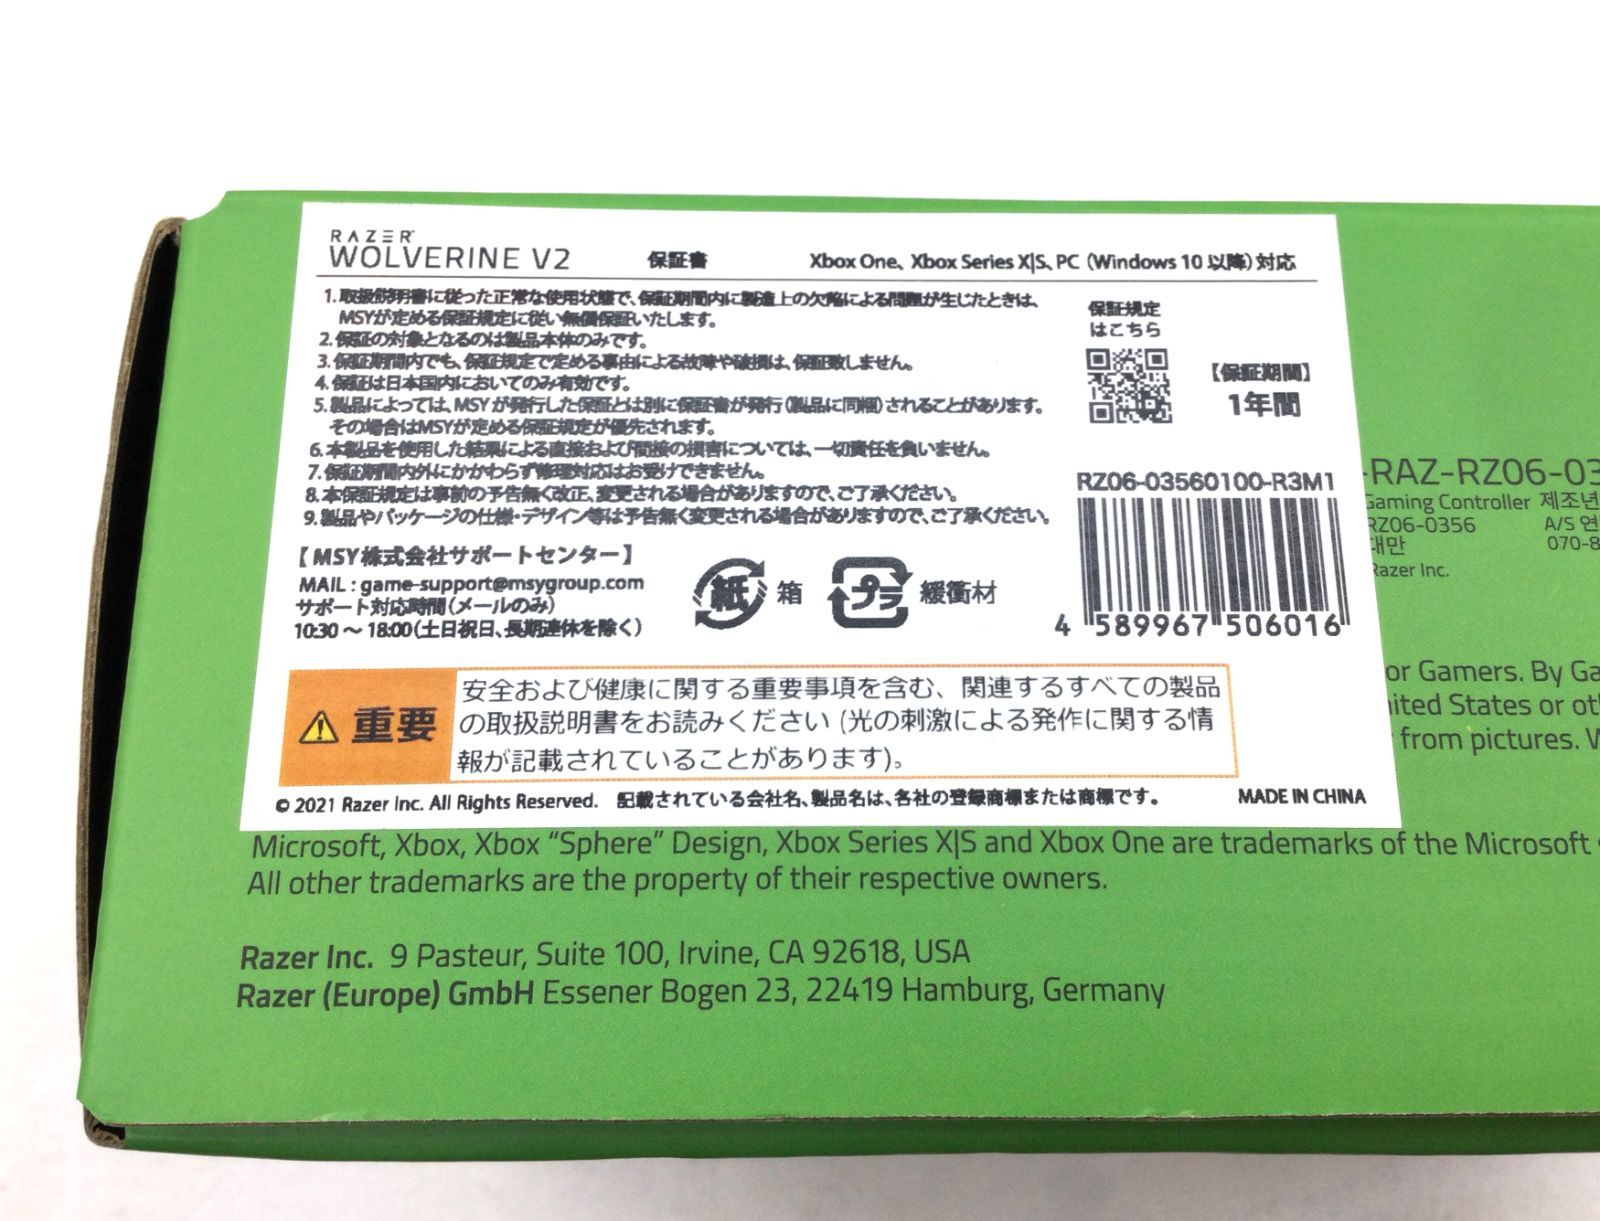 RAZER
WOLVERINE V2 保証書 Xbox One、Xbox Series X|S、PC（Windows 10 以降）対応
1. 取扱説明書に従った正常な使用状態で、保証期間内に製造上の欠陥による問題が生じたときは、
MSYが定める保証規定に従い無償保証いたします。
2. 保証の対象となるのは製品本体のみです。
3. 保証期間内でも、保証規定で定める事由による故障や破損は、保証致しません。
4. 保証は日本国内においてのみ有効です。
5. 製品によっては、MSYが発行した保証とは別に保証書が発行（製品に同梱）されることがあります。
その場合はMSYが定める保証規定が優先されます。
6. 本製品を使用した結果による直接および間接の損害については、一切責任を負いません。
7. 保証期間内外にかかわらず修理対応はお受けできません。
8. 本保証規定は事前の予告無く改正、変更される場合がありますので、ご了承ください。
9. 製品やパッケージの仕様・デザイン等は予告無く変更される場合がありますので、ご了承ください。
保証規定
はこちら
【保証期間】
1年間
【MSY株式会社サポートセンター】
MAIL : game-support@msygroup.com
サポート対応時間（メールのみ）
10:30 〜 18:00（土日祝日、長期連休を除く）
紙 箱 プラ 緩衝材
RZ06-03560100-R3M1
4 589967 506016
重要
安全および健康に関する重要事項を含む、関連するすべての製品
の取扱説明書をお読みください (光の刺激による発作に関する情
報が記載されていることがあります)。
© 2021 Razer Inc. All Rights Reserved. 記載されている会社名、製品名は、各社の登録商標または商標です。 MADE IN CHINA
-RAZ-RZ06-03
Gaming Controller 제조년
RZ06-0356 A/S 연
대만 070-8
Razer Inc.
or Gamers. By Ga
ited States or ot
from pictures. W
Microsoft, Xbox, Xbox “Sphere” Design, Xbox Series X|S and Xbox One are trademarks of the Microsoft
All other trademarks are the property of their respective owners.
Razer Inc. 9 Pasteur, Suite 100, Irvine, CA 92618, USA
Razer (Europe) GmbH Essener Bogen 23, 22419 Hamburg, Germany